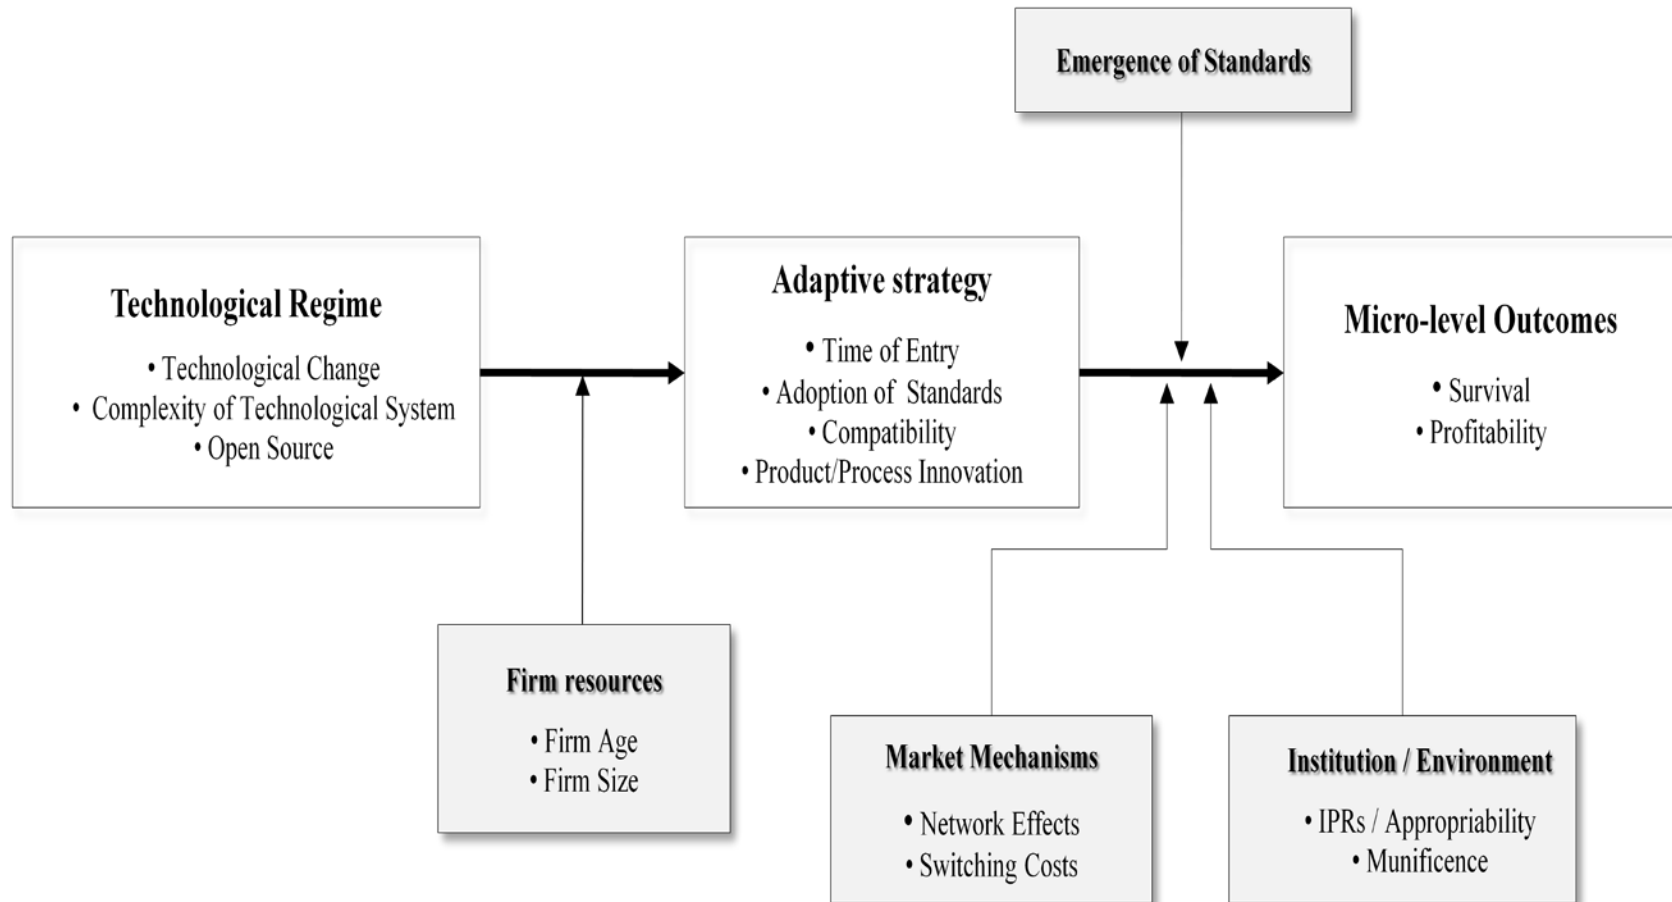 Emergence of Standards
Technological Regime
• Technological Change
• Complexity of Technological System
• Open Source
Adaptive strategy
• Time of Entry
• Adoption of Standards
• Compatibility
• Product/Process Innovation
Micro-level Outcomes
• Survival
• Profitability
Firm resources
• Firm Age
• Firm Size
Market Mechanisms
• Network Effects
• Switching Costs
Institution / Environment
• IPRs / Appropriability
• Munificence